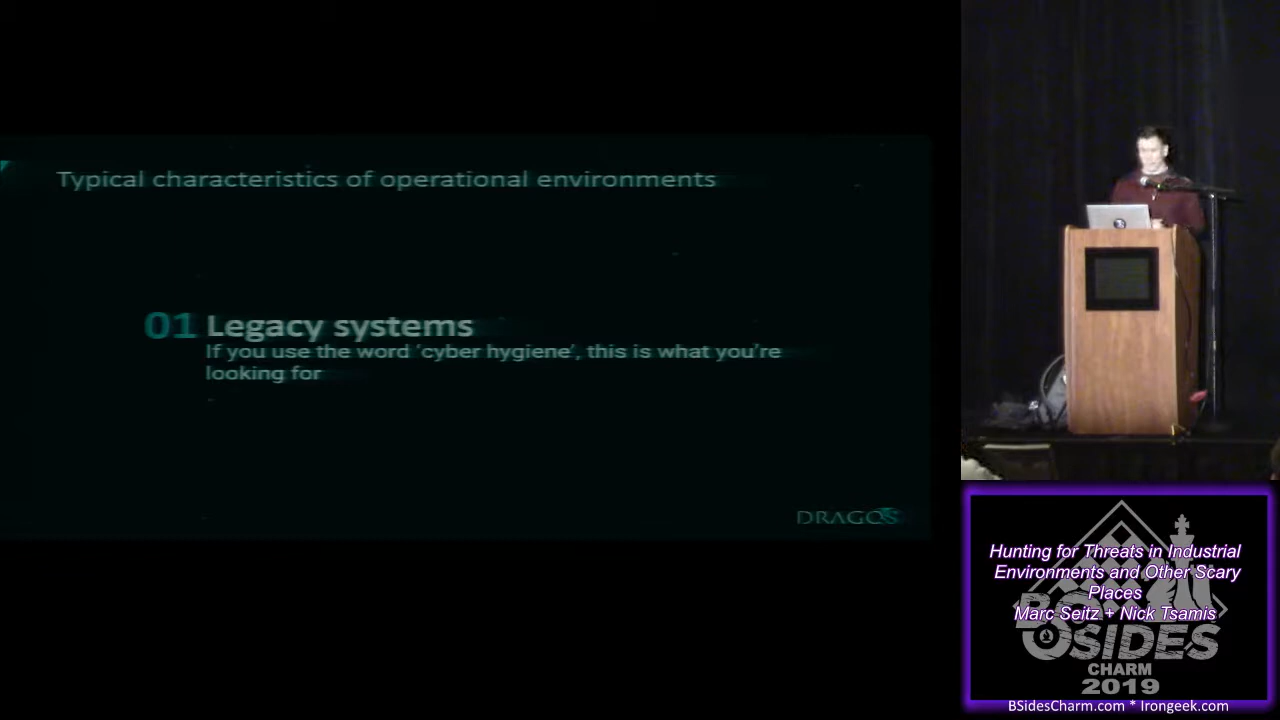 Typical characteristics of operational environments
01 Legacy systems
If you use the word ‘cyber hygiene’, this is what you’re
looking for
DRAGOS
Hunting for Threats in Industrial
Environments and Other Scary
Places
Marc Seitz + Nick Tsamis
BSIDES
CHARM
2019
BSidesCharm.com * Irongeek.com